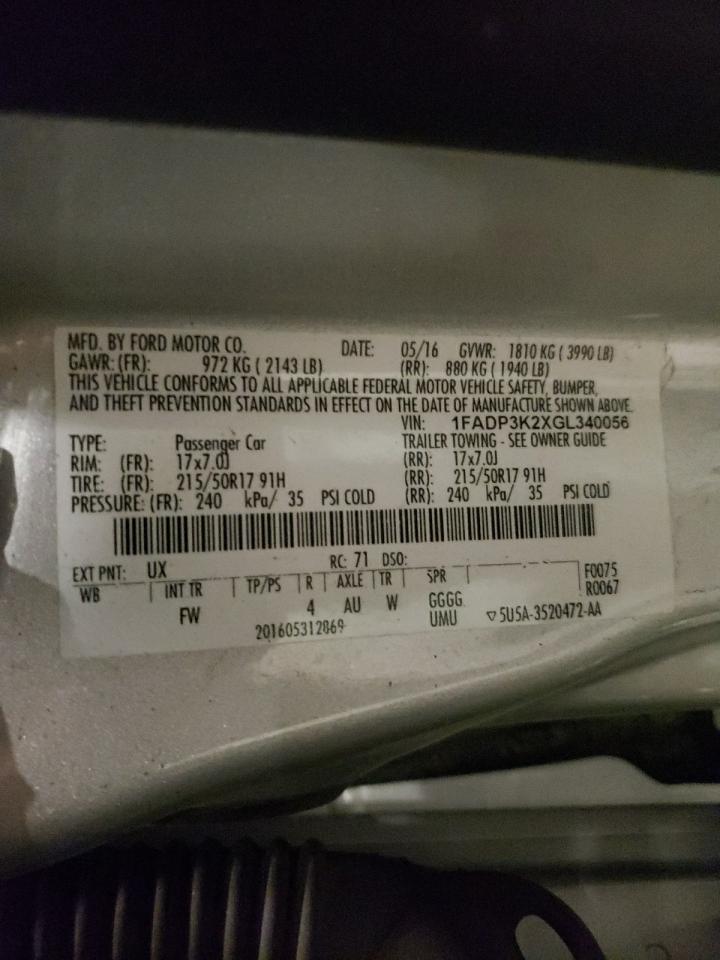 MFD. BY FORD MOTOR CO. DATE: 05/16 GVWR: 1810 KG ( 3990 LB)
GAWR: (FR): 972 KG ( 2143 LB) (RR): 880 KG ( 1940 LB)
THIS VEHICLE CONFORMS TO ALL APPLICABLE FEDERAL MOTOR VEHICLE SAFETY, BUMPER,
AND THEFT PREVENTION STANDARDS IN EFFECT ON THE DATE OF MANUFACTURE SHOWN ABOVE.
VIN: 1FADP3K2XGL340056
TYPE: Passenger Car TRAILER TOWING - SEE OWNER GUIDE
RIM: (FR): 17x7.0J (RR): 17x7.0J
TIRE: (FR): 215/50R17 91H (RR): 215/50R17 91H
PRESSURE: (FR): 240 kPa/ 35 PSI COLD (RR): 240 kPa/ 35 PSI COLD
EXT PNT: UX RC: 71 DSO:
WB INT TR TP/PS R AXLE TR SPR F0075
R0067
FW 4 AU W GGGG
201605312869 UMU ▽5U5A-3520472-AA